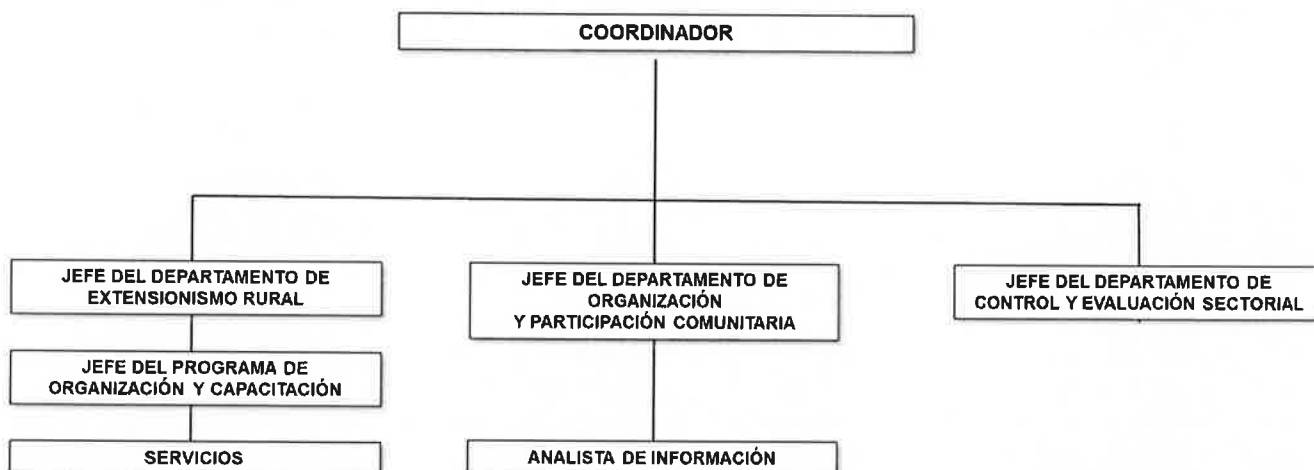 COORDINADOR
JEFE DEL DEPARTAMENTO DE
EXTENSIONISMO RURAL
JEFE DEL DEPARTAMENTO DE
ORGANIZACIÓN
Y PARTICIPACIÓN COMUNITARIA
JEFE DEL DEPARTAMENTO DE
CONTROL Y EVALUACIÓN SECTORIAL
JEFE DEL PROGRAMA DE
ORGANIZACIÓN Y CAPACITACIÓN
SERVICIOS
ANALISTA DE INFORMACIÓN